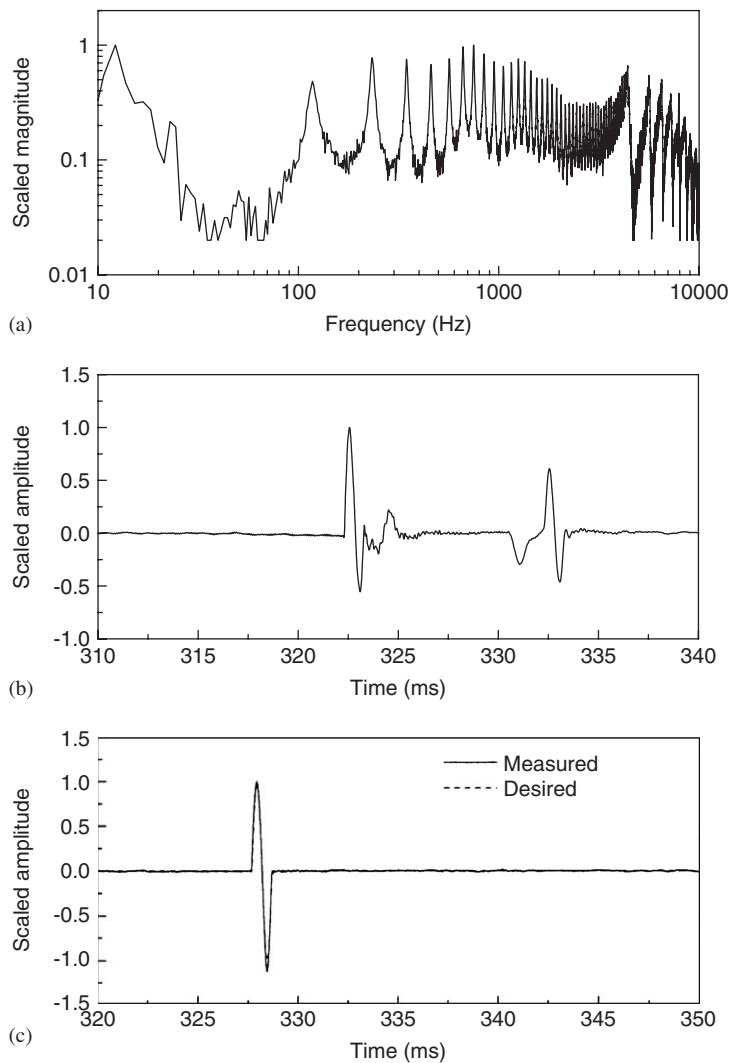 1
0.1
0.01
Scaled magnitude
10 100 1000 10000
Frequency (Hz)
(a)
1.5
1.0
0.5
0.0
-0.5
-1.0
Scaled amplitude
310 315 320 325 330 335 340
Time (ms)
(b)
1.5
1.0
0.5
0.0
-0.5
-1.0
-1.5
Scaled amplitude
Measured
Desired
320 325 330 335 340 345 350
Time (ms)
(c)